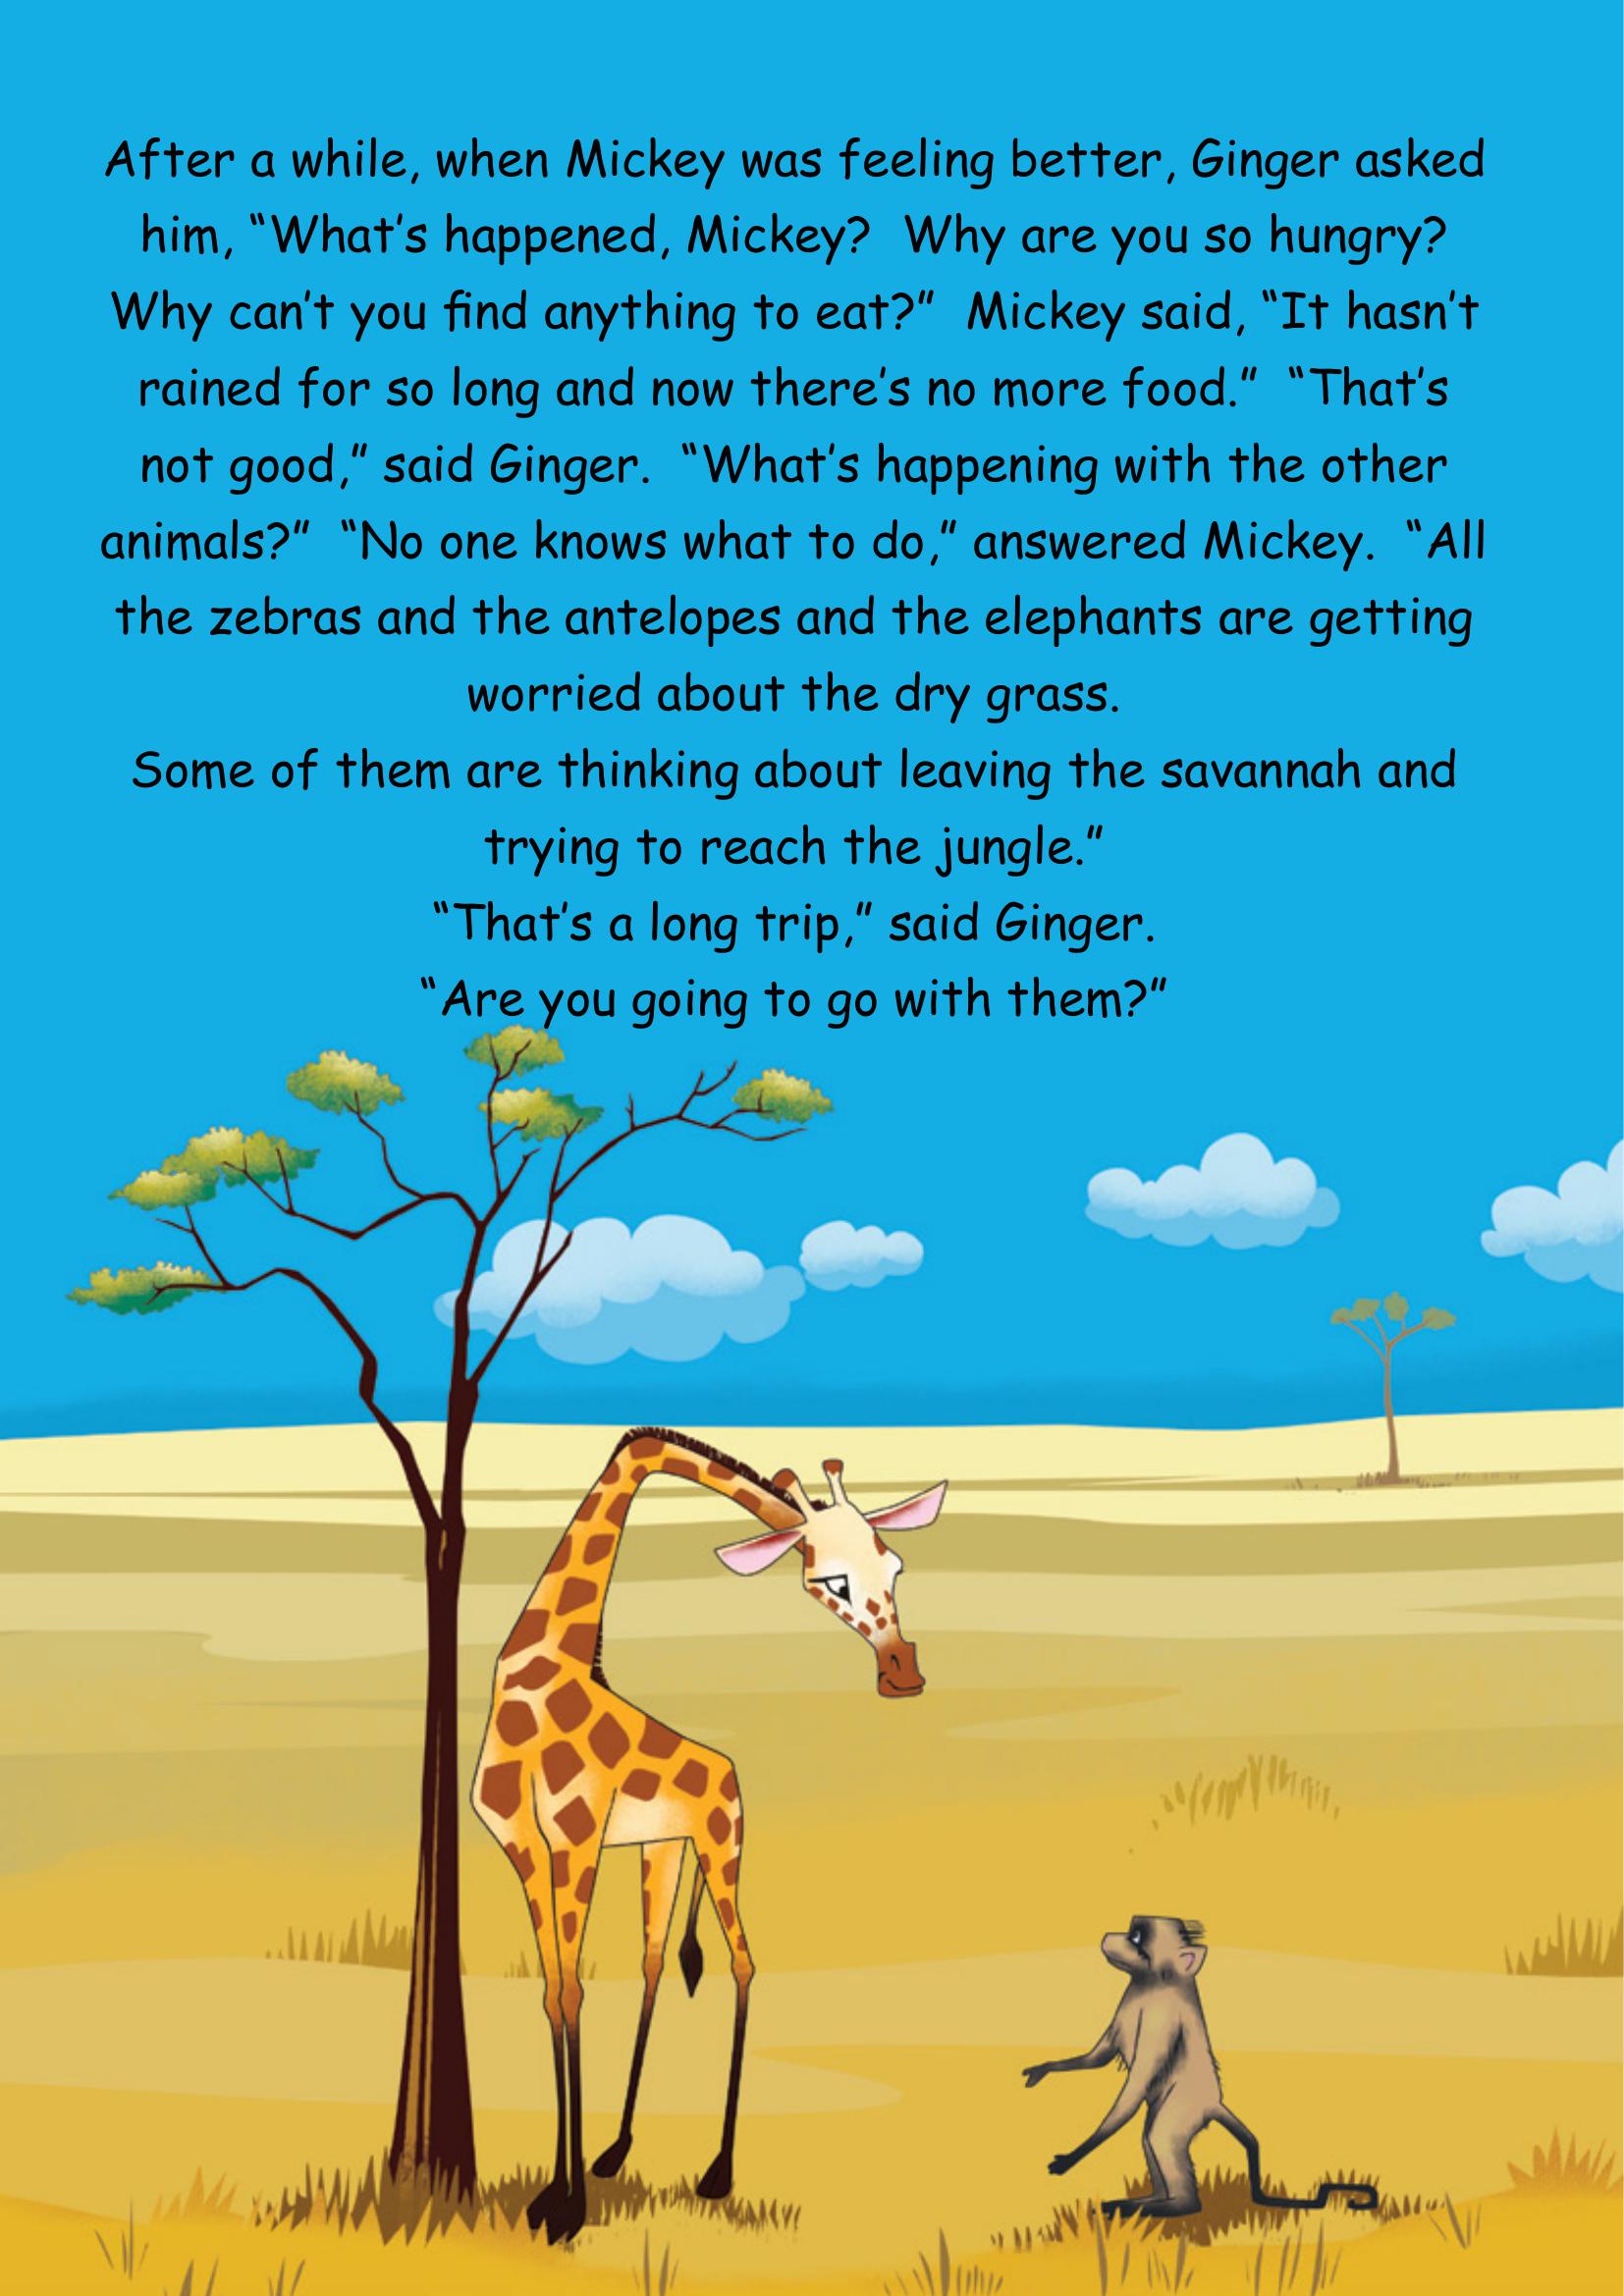 After a while, when Mickey was feeling better, Ginger asked
him, “What’s happened, Mickey?  Why are you so hungry?
Why can’t you find anything to eat?”  Mickey said, “It hasn’t
rained for so long and now there’s no more food.”  “That’s
not good,” said Ginger.  “What’s happening with the other
animals?”  “No one knows what to do,” answered Mickey.  “All
the zebras and the antelopes and the elephants are getting
worried about the dry grass.
Some of them are thinking about leaving the savannah and
trying to reach the jungle.”
“That’s a long trip,” said Ginger.
“Are you going to go with them?”